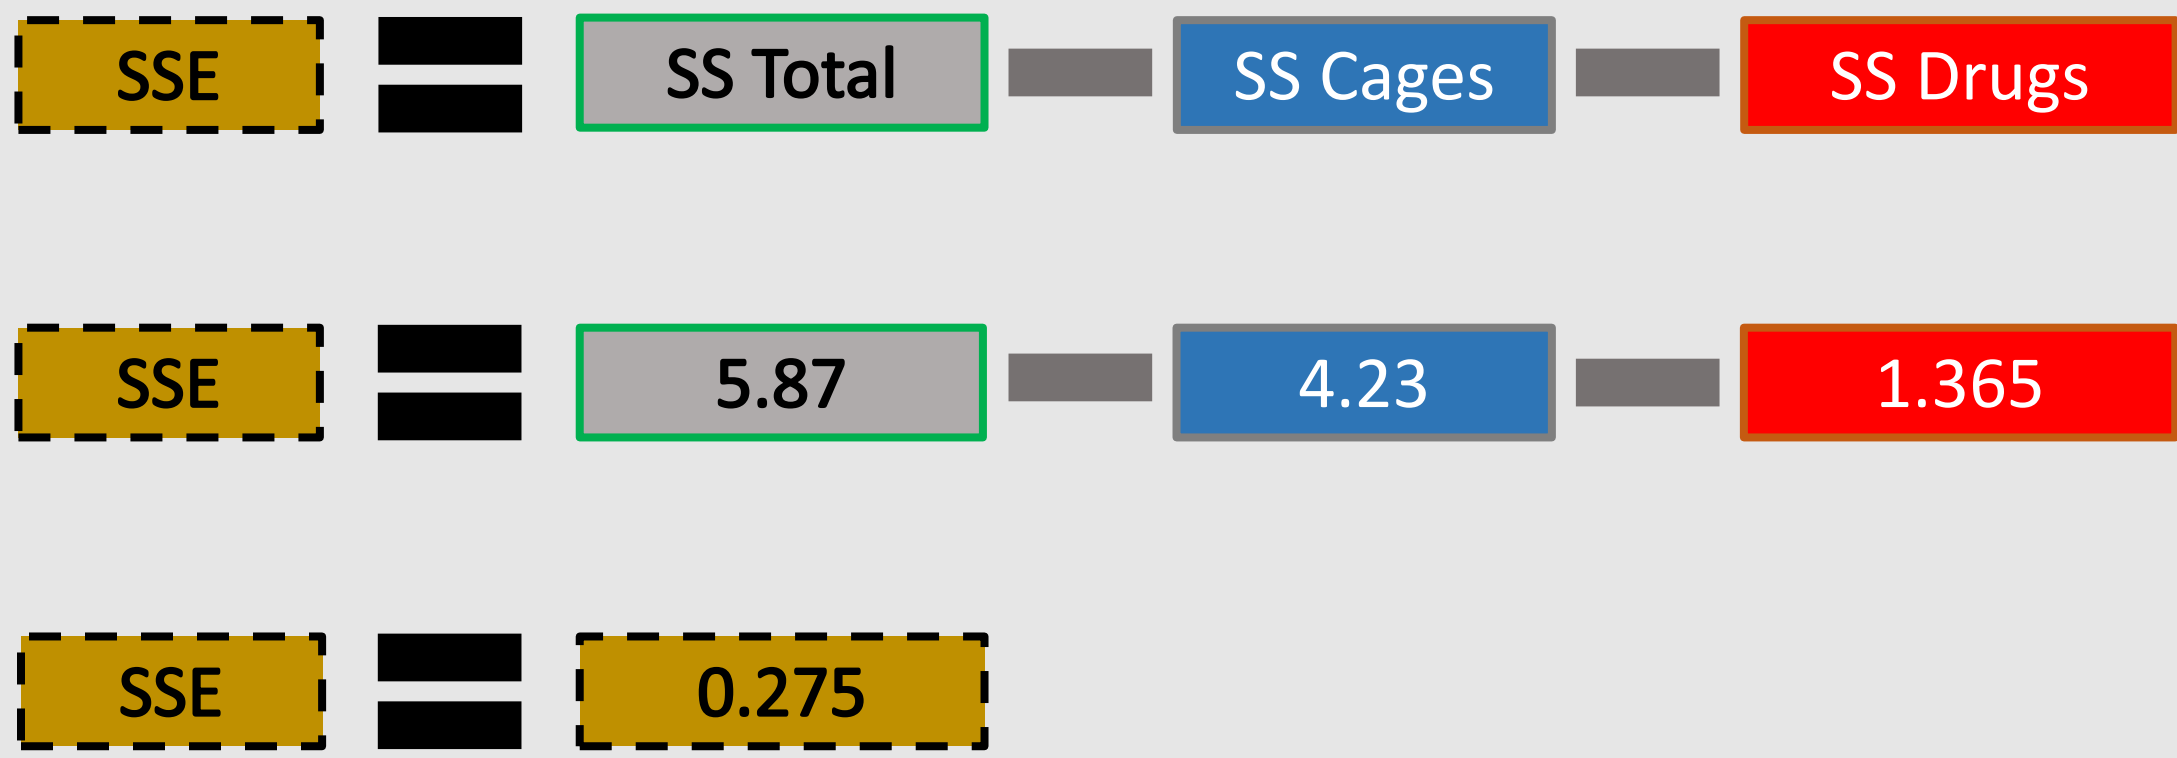 SSE = SS Total - SS Cages - SS Drugs
SSE = 5.87 - 4.23 - 1.365
SSE = 0.275